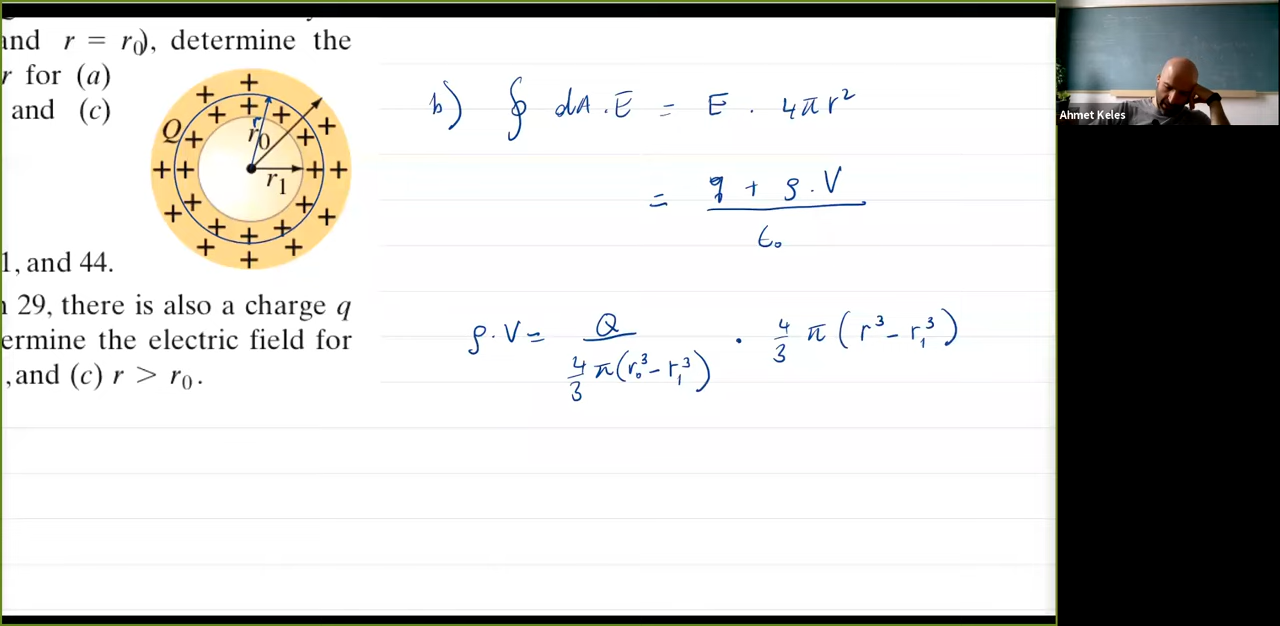 and r = r₀), determine the
r for (a)
and (c)
Q
r
r₀
r₁
1, and 44.
29, there is also a charge q
ermine the electric field for
, and (c) r > r₀.
b) ∮ dA . E = E . 4πr²
= q + ρ . V / ε₀
ρ . V = Q / 4/3 π(r₀³ - r₁³) . 4/3 π (r³ - r₁³)
Ahmet Keles